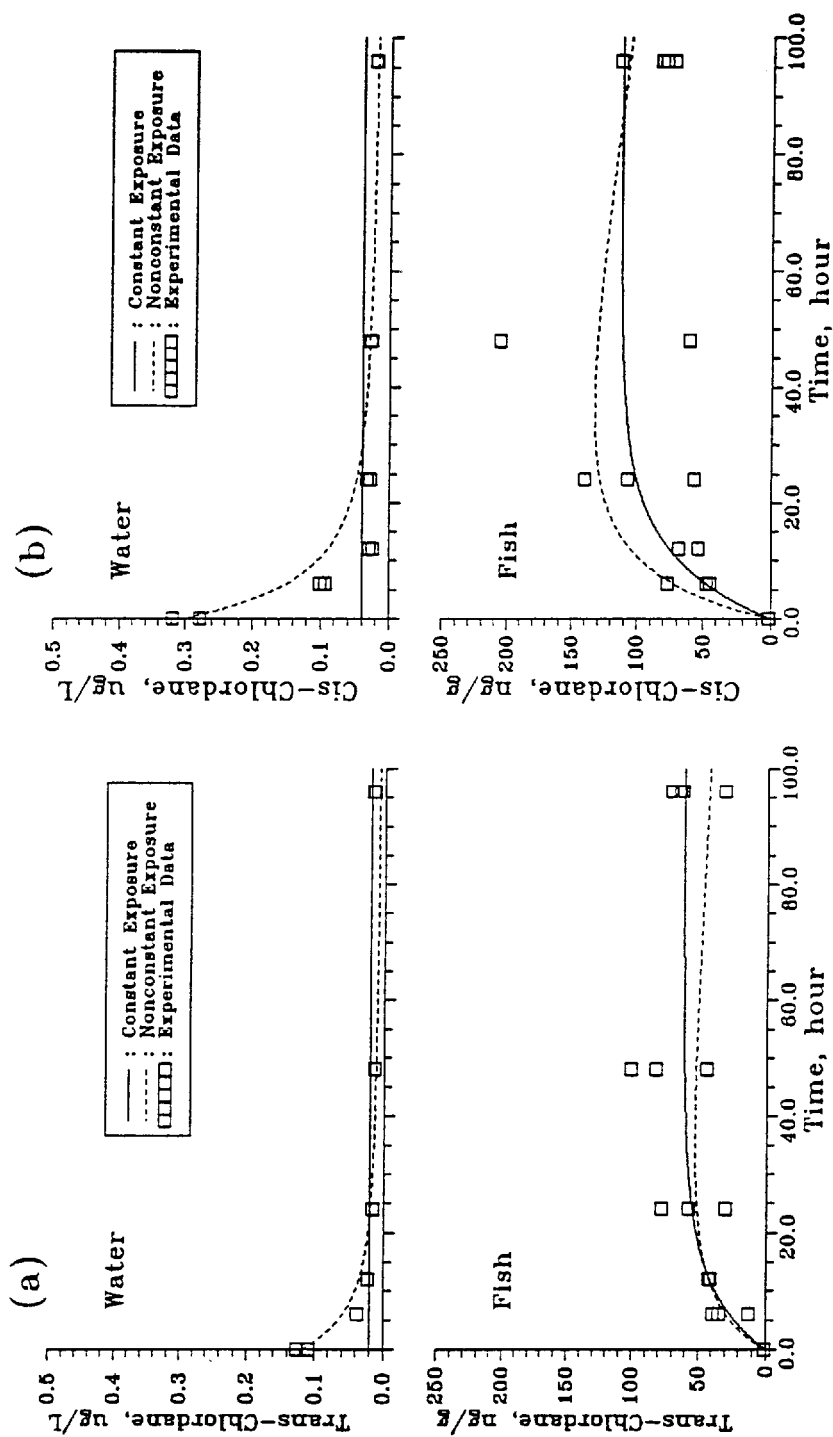 (a)
Trans-Chlordane, ug/L
0.5
0.4
0.3
0.2
0.1
0.0
Water
: Constant Exposure
: Nonconstant Exposure
: Experimental Data
Trans-Chlordane, ng/g
250
200
150
100
50
0
Fish
0.0 20.0 40.0 60.0 80.0 100.0
Time, hour
(b)
Cis-Chlordane, ug/L
0.5
0.4
0.3
0.2
0.1
0.0
Water
: Constant Exposure
: Nonconstant Exposure
: Experimental Data
Cis-Chlordane, ng/g
250
200
150
100
50
0
Fish
0.0 20.0 40.0 60.0 80.0 100.0
Time, hour